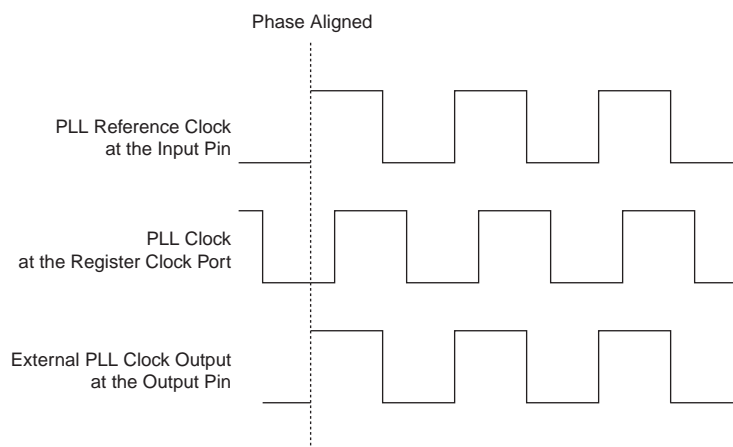 Phase Aligned
PLL Reference Clock
at the Input Pin
PLL Clock
at the Register Clock Port
External PLL Clock Output
at the Output Pin